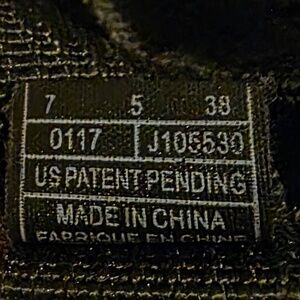 7 5 38
0117 J105530
US PATENT PENDING
MADE IN CHINA
FABRIQUE EN CHINE